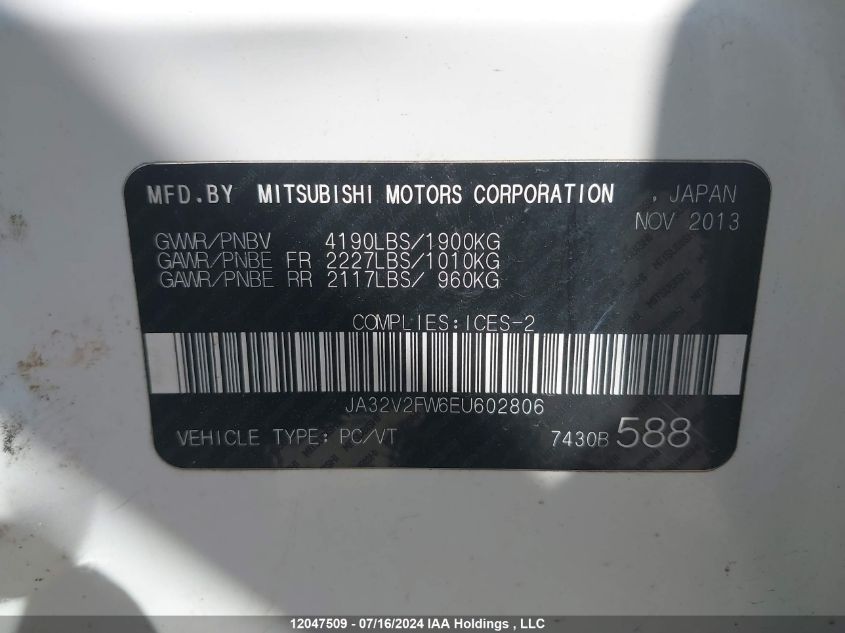 MFD.BY MITSUBISHI MOTORS CORPORATION , JAPAN
NOV 2013
GVWR/PNBV 4190LBS/1900KG
GAWR/PNBE FR 2227LBS/1010KG
GAWR/PNBE RR 2117LBS/ 960KG
COMPLIES:ICES-2
JA32V2FW6EU602806
VEHICLE TYPE: PC/VT 7430B 588
12047509 - 07/16/2024 IAA Holdings , LLC